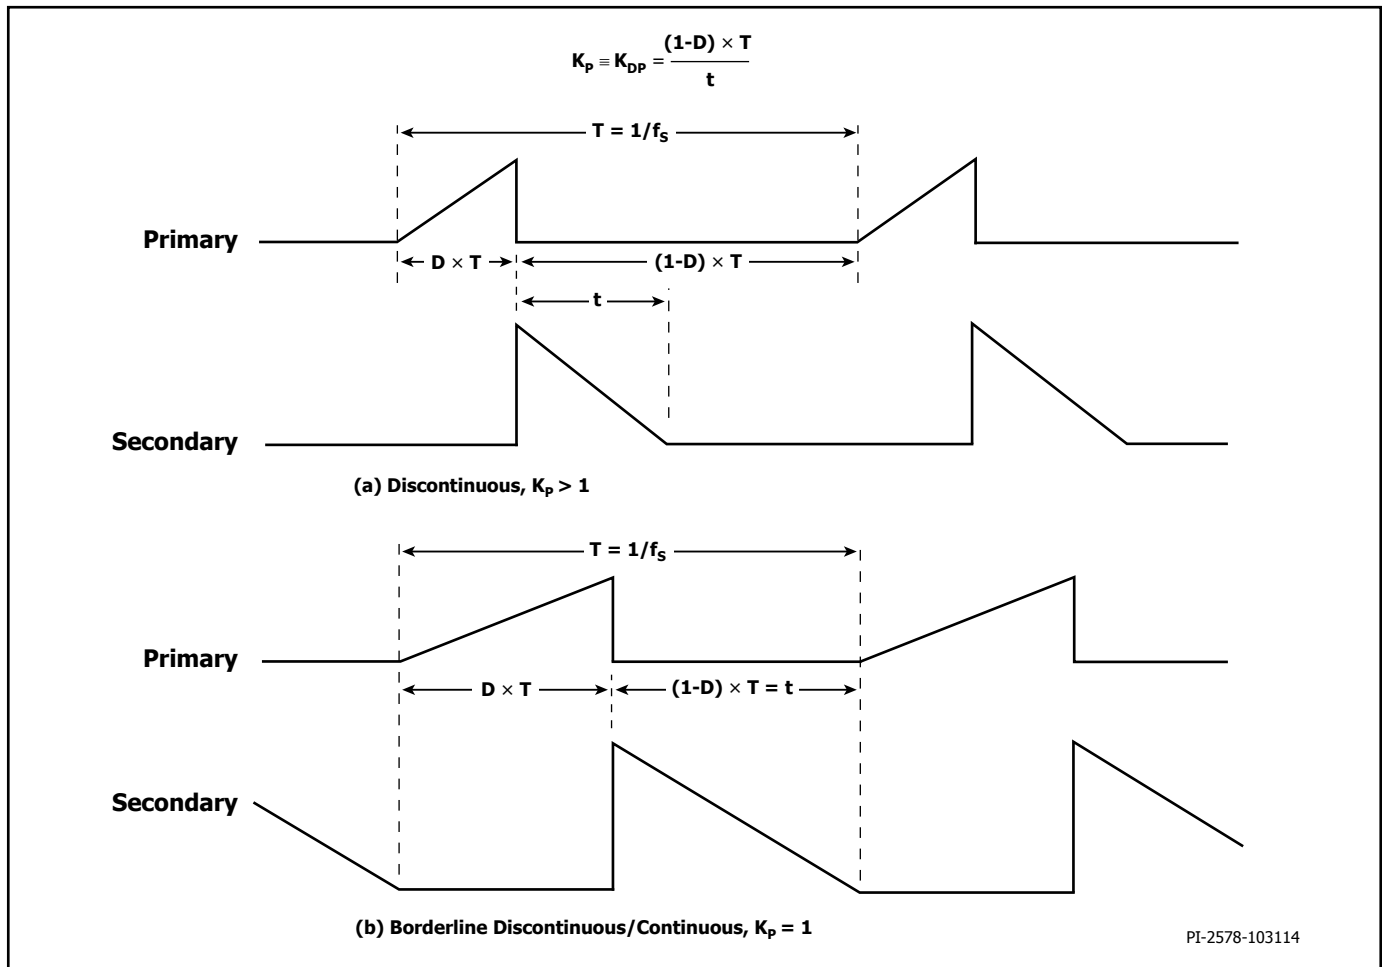 K_P ≡ K_DP = (1-D) × T / t
T = 1/f_S
Primary
D × T
(1-D) × T
t
Secondary
(a) Discontinuous, K_P > 1
T = 1/f_S
Primary
D × T
(1-D) × T = t
Secondary
(b) Borderline Discontinuous/Continuous, K_P = 1
PI-2578-103114